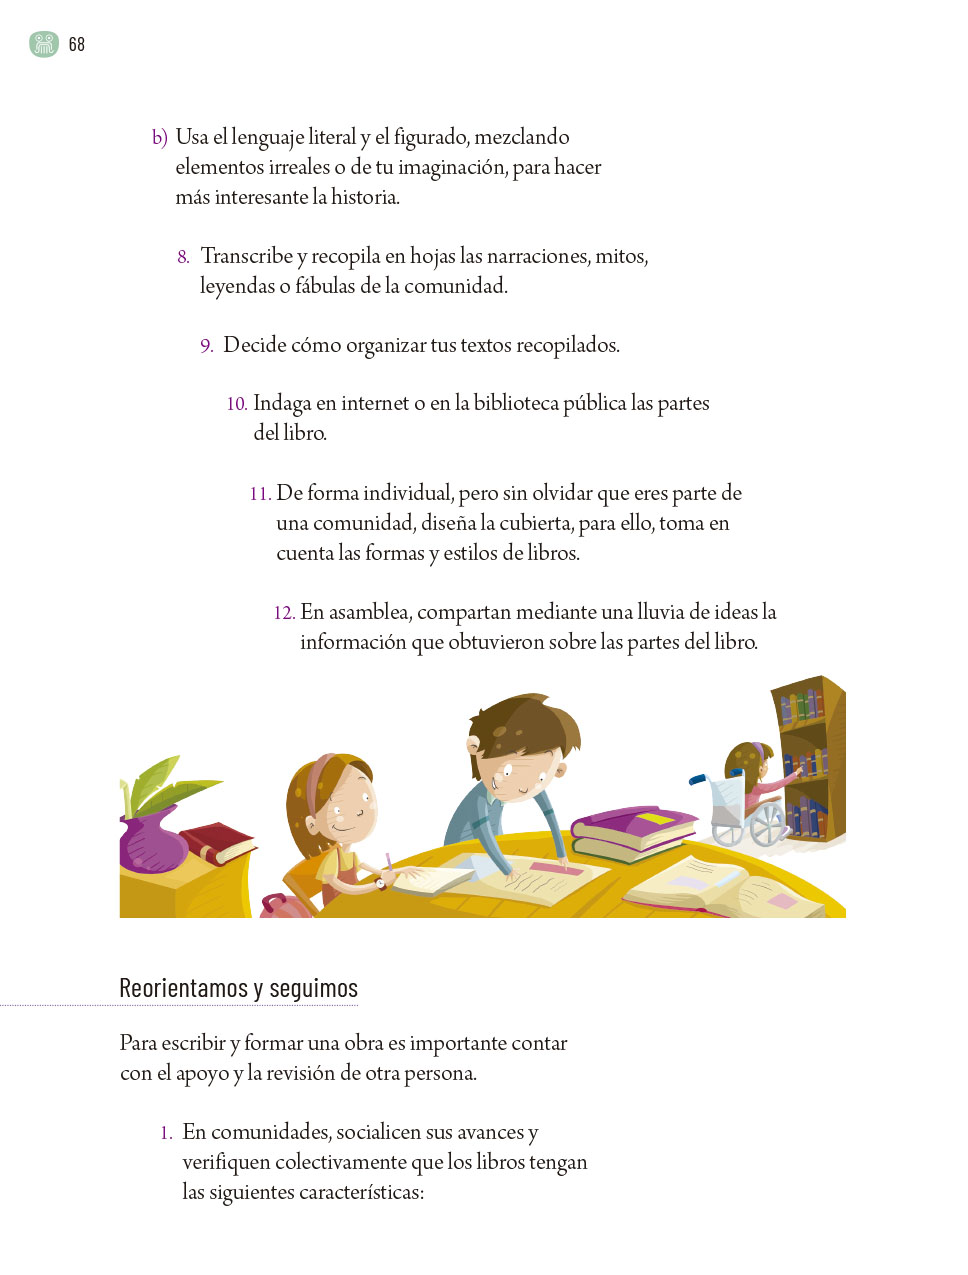 68
b) Usa el lenguaje literal y el figurado, mezclando
elementos irreales o de tu imaginación, para hacer
más interesante la historia.
8. Transcribe y recopila en hojas las narraciones, mitos,
leyendas o fábulas de la comunidad.
9. Decide cómo organizar tus textos recopilados.
10. Indaga en internet o en la biblioteca pública las partes
del libro.
11. De forma individual, pero sin olvidar que eres parte de
una comunidad, diseña la cubierta, para ello, toma en
cuenta las formas y estilos de libros.
12. En asamblea, compartan mediante una lluvia de ideas la
información que obtuvieron sobre las partes del libro.
Reorientamos y seguimos
Para escribir y formar una obra es importante contar
con el apoyo y la revisión de otra persona.
1. En comunidades, socialicen sus avances y
verifiquen colectivamente que los libros tengan
las siguientes características: